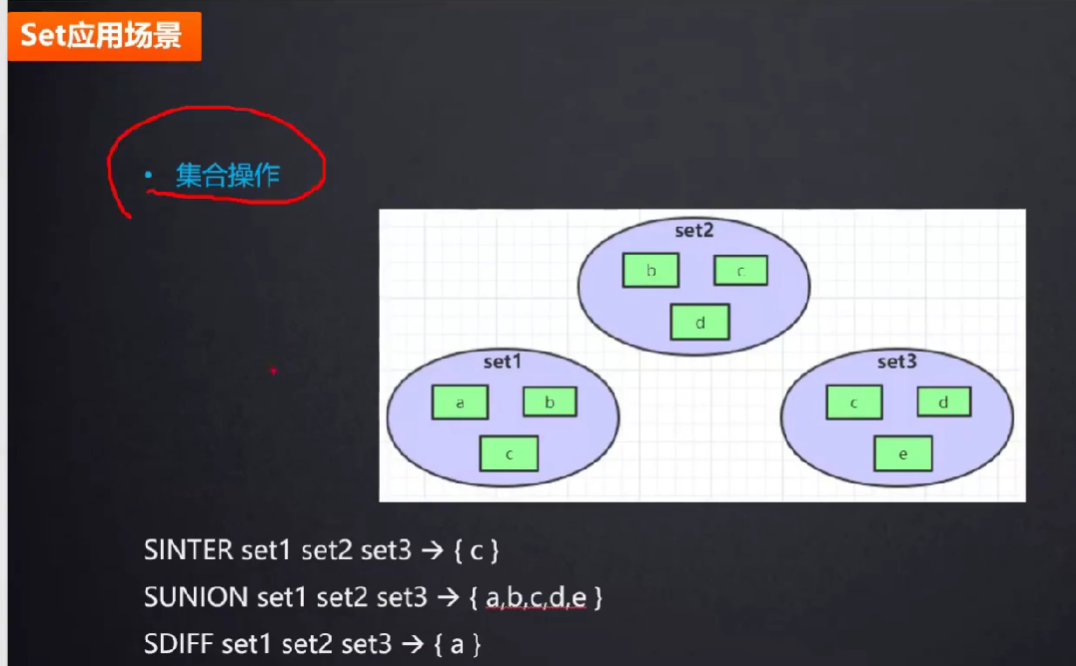 Set应用场景
• 集合操作
set2
b c
d
set1
a b
c
set3
c d
e
SINTER set1 set2 set3 → { c }
SUNION set1 set2 set3 → { a,b,c,d,e }
SDIFF set1 set2 set3 → { a }